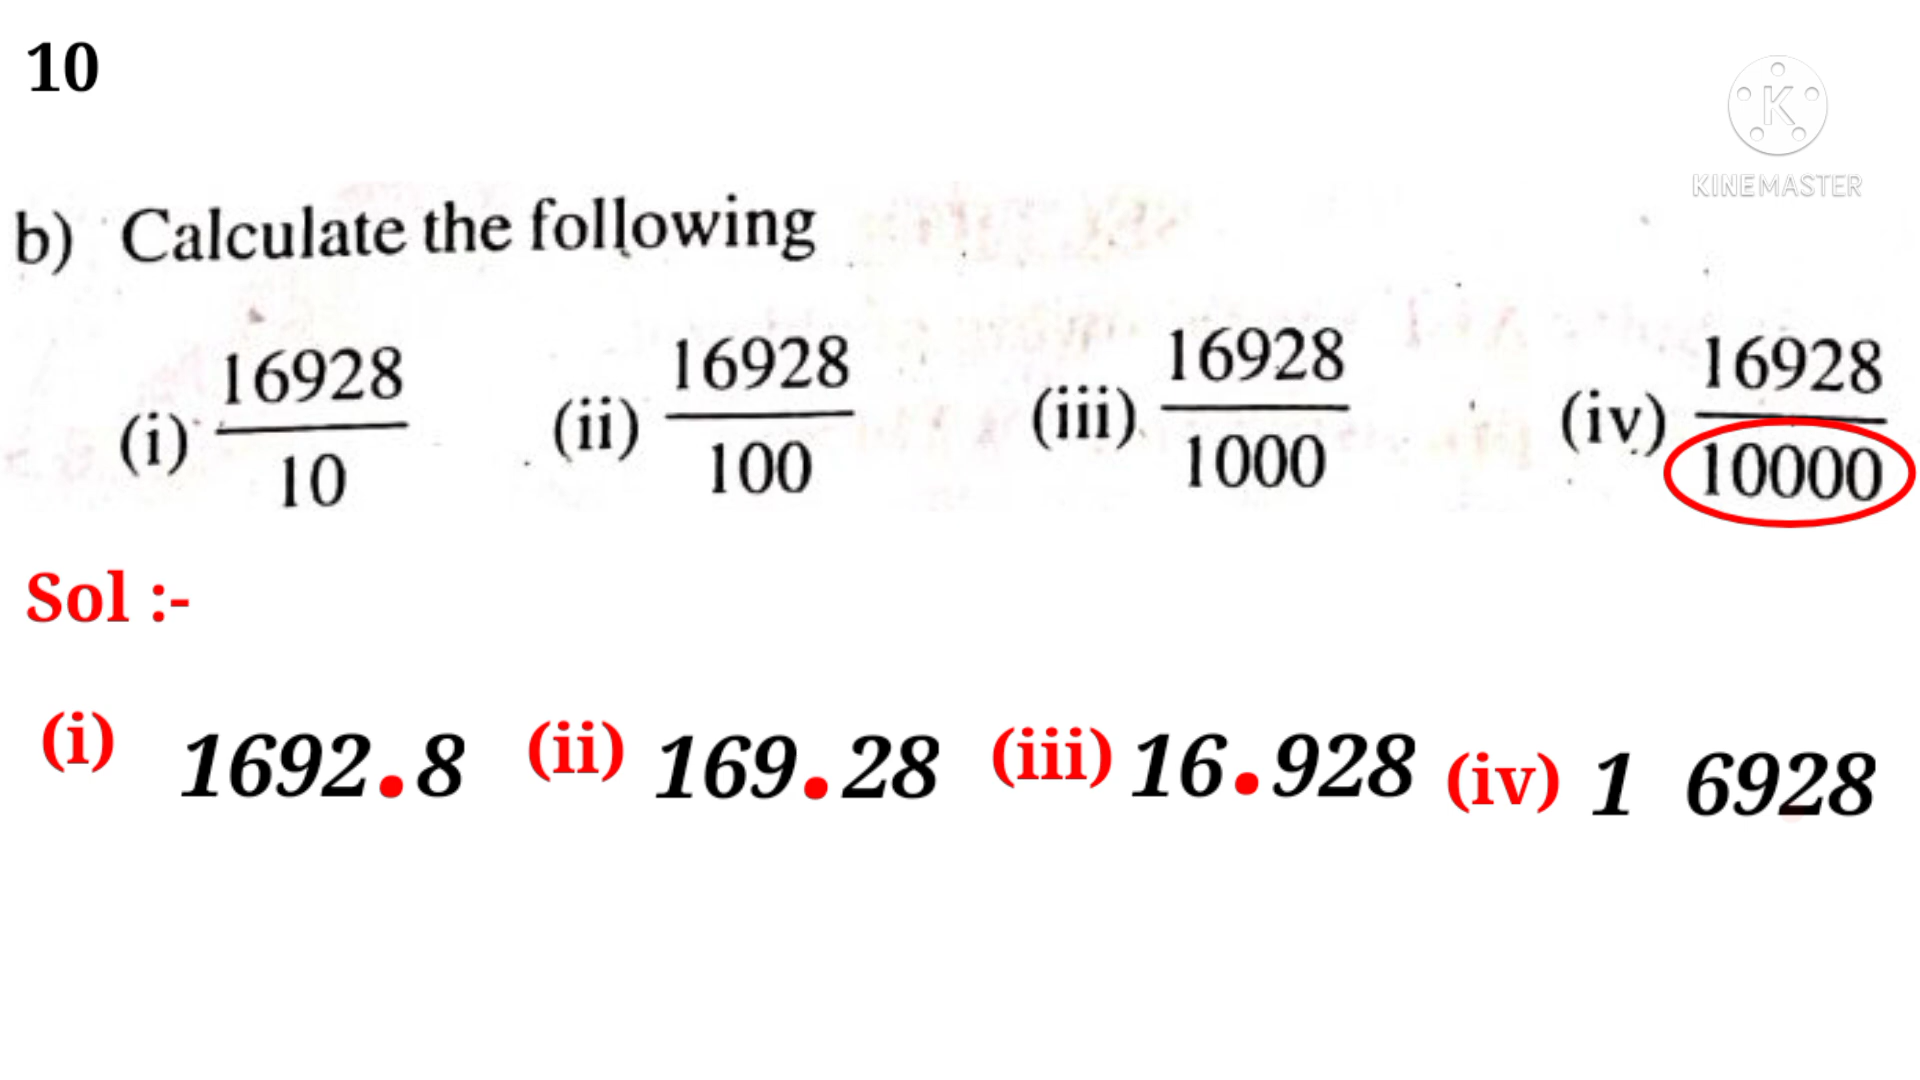 10
K
KINEMASTER
b) Calculate the following
(i) 16928/10 (ii) 16928/100 (iii) 16928/1000 (iv) 16928/10000
Sol :-
(i) 1692.8 (ii) 169.28 (iii) 16.928 (iv) 1 6928